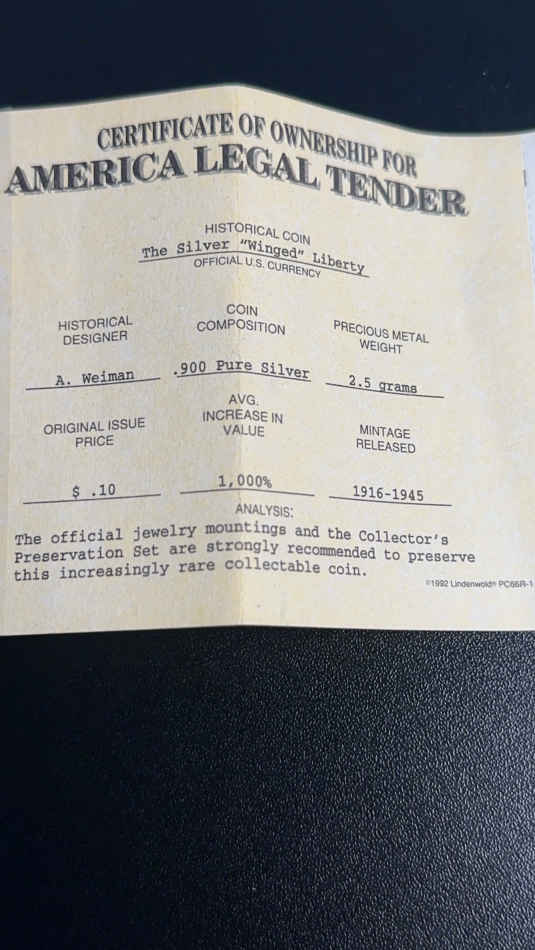 CERTIFICATE OF OWNERSHIP FOR
AMERICA LEGAL TENDER
HISTORICAL COIN
The Silver "Winged" Liberty
OFFICIAL U.S. CURRENCY
HISTORICAL
DESIGNER
A. Weiman
COIN
COMPOSITION
.900 Pure Silver
PRECIOUS METAL
WEIGHT
2.5 grams
ORIGINAL ISSUE
PRICE
$ .10
AVG.
INCREASE IN
VALUE
1,000%
MINTAGE
RELEASED
1916-1945
ANALYSIS:
The official jewelry mountings and the Collector's
Preservation Set are strongly recommended to preserve
this increasingly rare collectable coin.
©1992 Lindenwold® PC66R-1